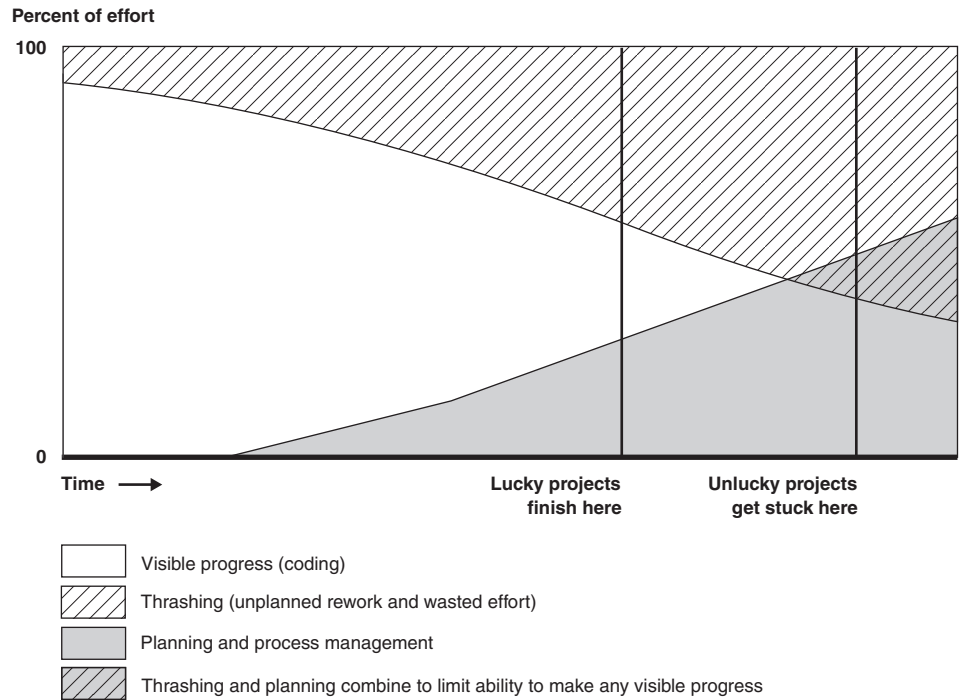 Percent of effort
100
0
Time
Lucky projects
finish here
Unlucky projects
get stuck here
Visible progress (coding)
Thrashing (unplanned rework and wasted effort)
Planning and process management
Thrashing and planning combine to limit ability to make any visible progress